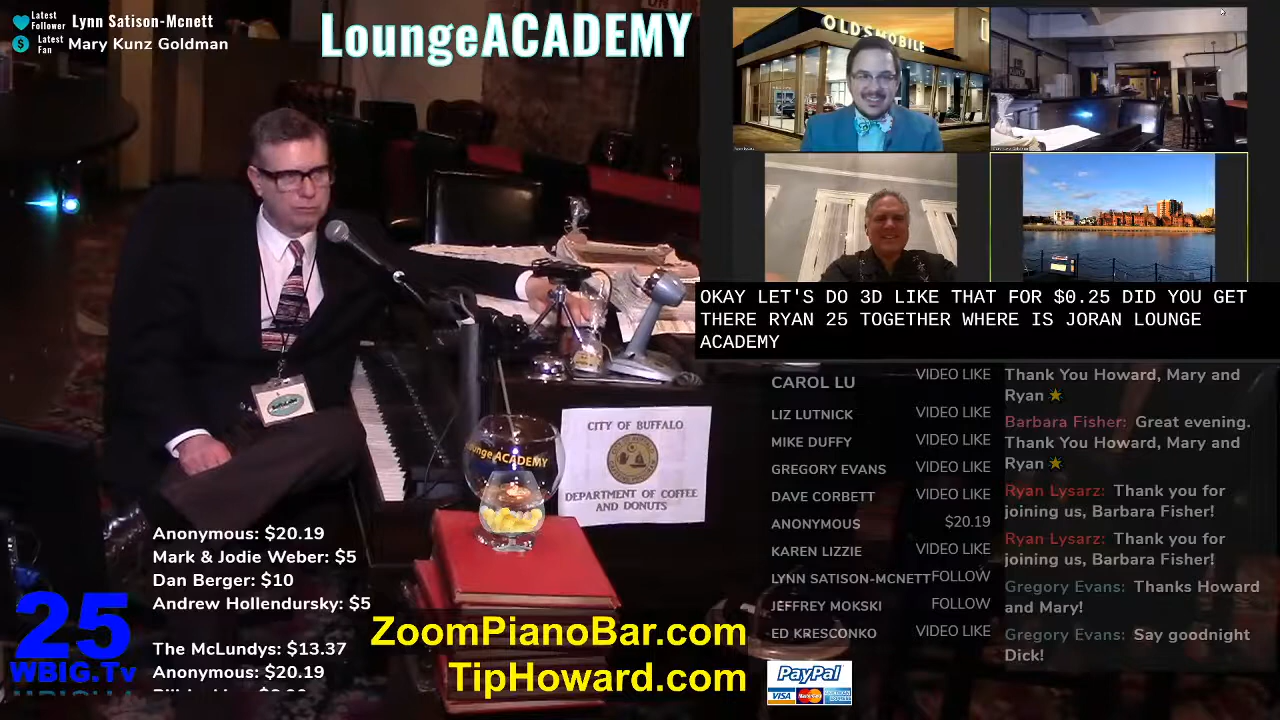 Latest
Follower
Lynn Satison-Mcnett
Latest
Fan
Mary Kunz Goldman
LoungeACADEMY
OLDSMOBILE
OKAY LET'S DO 3D LIKE THAT FOR $0.25 DID YOU GET
THERE RYAN 25 TOGETHER WHERE IS JORAN LOUNGE
ACADEMY
CAROL LU VIDEO LIKE
LIZ LUTNICK VIDEO LIKE
MIKE DUFFY VIDEO LIKE
GREGORY EVANS VIDEO LIKE
DAVE CORBETT VIDEO LIKE
ANONYMOUS $20.19
KAREN LIZZIE VIDEO LIKE
LYNN SATISON-MCNETT FOLLOW
JEFFREY MOKSKI FOLLOW
ED KRESCONKO VIDEO LIKE
Thank You Howard, Mary and
Ryan
Barbara Fisher: Great evening.
Thank You Howard, Mary and
Ryan
Ryan Lysarz: Thank you for
joining us, Barbara Fisher!
Ryan Lysarz: Thank you for
joining us, Barbara Fisher!
Gregory Evans: Thanks Howard
and Mary!
Gregory Evans: Say goodnight
Dick!
CITY OF BUFFALO
DEPARTMENT OF COFFEE
AND DONUTS
Lounge ACADEMY
Anonymous: $20.19
Mark & Jodie Weber: $5
Dan Berger: $10
Andrew Hollendursky: $5
The McLundys: $13.37
Anonymous: $20.19
25
WBIG.Tv
ZoomPianoBar.com
TipHoward.com
PayPal
VISA